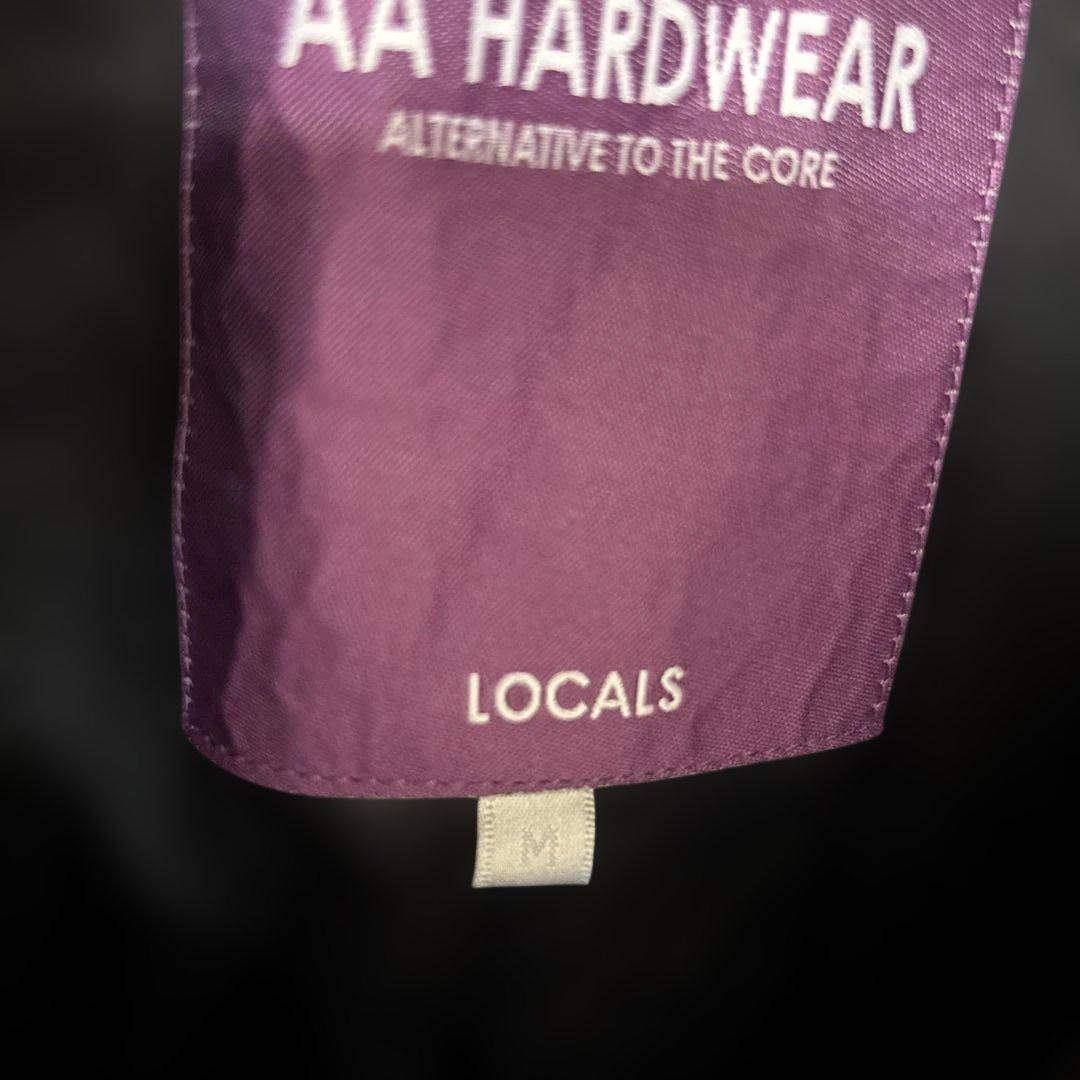 AA HARDWEAR
ALTERNATIVE TO THE CORE
LOCALS
M